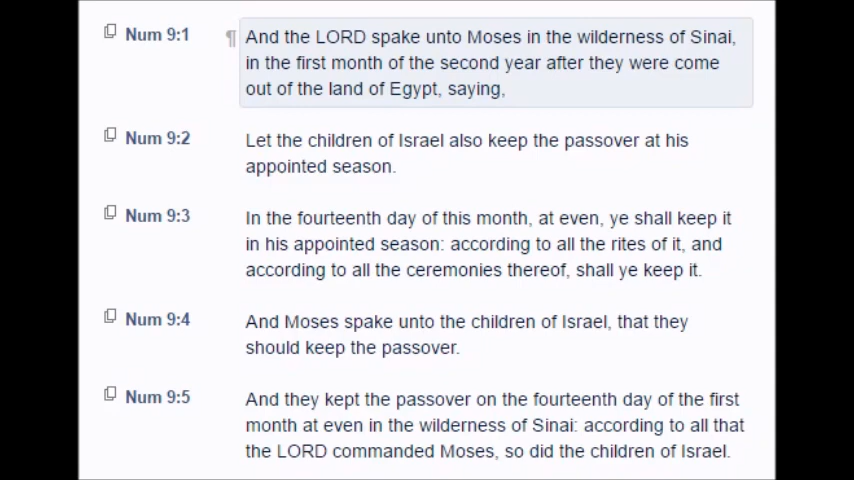 Num 9:1 ¶ And the LORD spake unto Moses in the wilderness of Sinai,
in the first month of the second year after they were come
out of the land of Egypt, saying,
Num 9:2 Let the children of Israel also keep the passover at his
appointed season.
Num 9:3 In the fourteenth day of this month, at even, ye shall keep it
in his appointed season: according to all the rites of it, and
according to all the ceremonies thereof, shall ye keep it.
Num 9:4 And Moses spake unto the children of Israel, that they
should keep the passover.
Num 9:5 And they kept the passover on the fourteenth day of the first
month at even in the wilderness of Sinai: according to all that
the LORD commanded Moses, so did the children of Israel.